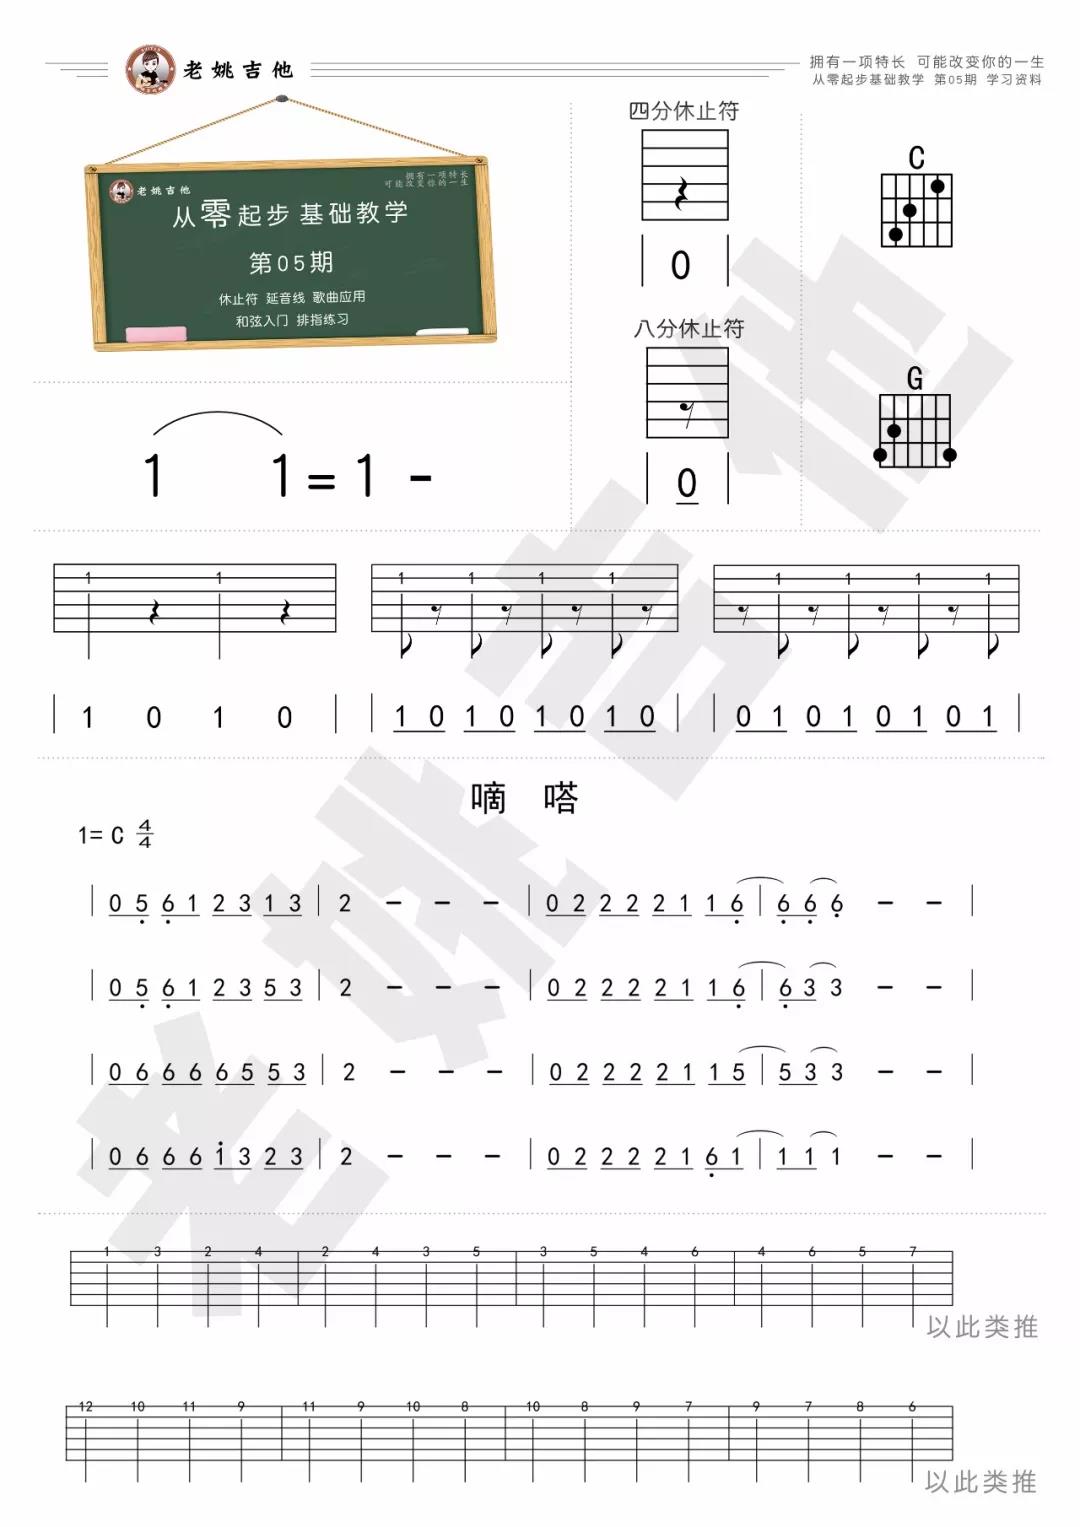 老姚吉他
拥有一项特长 可能改变你的一生
从零起步基础教学 第05期 学习资料
老姚吉他
拥有一项特长
可能改变你的一生
从零起步 基础教学
第05期
休止符 延音线 歌曲应用
和弦入门 排指练习
四分休止符
0
八分休止符
0
C
G
1 1 = 1 -
1 1
1 1 1 1
1 1 1 1
| 1 0 1 0 |
| 1 0 1 0 1 0 1 0 |
| 0 1 0 1 0 1 0 1 |
嘀 嗒
1= C 4/4
| 0 5 6 1 2 3 1 3 | 2 - - - | 0 2 2 2 2 1 1 6 | 6 6 6 - - |
| 0 5 6 1 2 3 5 3 | 2 - - - | 0 2 2 2 2 1 1 6 | 6 3 3 - - |
| 0 6 6 6 6 5 5 3 | 2 - - - | 0 2 2 2 2 1 1 5 | 5 3 3 - - |
| 0 6 6 6 1 3 2 3 | 2 - - - | 0 2 2 2 2 1 6 1 | 1 1 1 - - |
1 3 2 4 2 4 3 5 3 5 4 6 4 6 5 7
以此类推
12 10 11 9 11 9 10 8 10 8 9 7 9 7 8 6
以此类推
老姚吉他